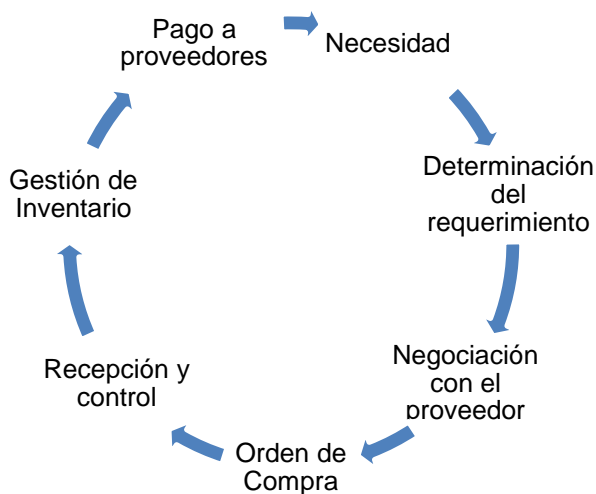 Pago a
proveedores
Necesidad
Determinación
del
requerimiento
Negociación
con el
proveedor
Orden de
Compra
Recepción y
control
Gestión de
Inventario